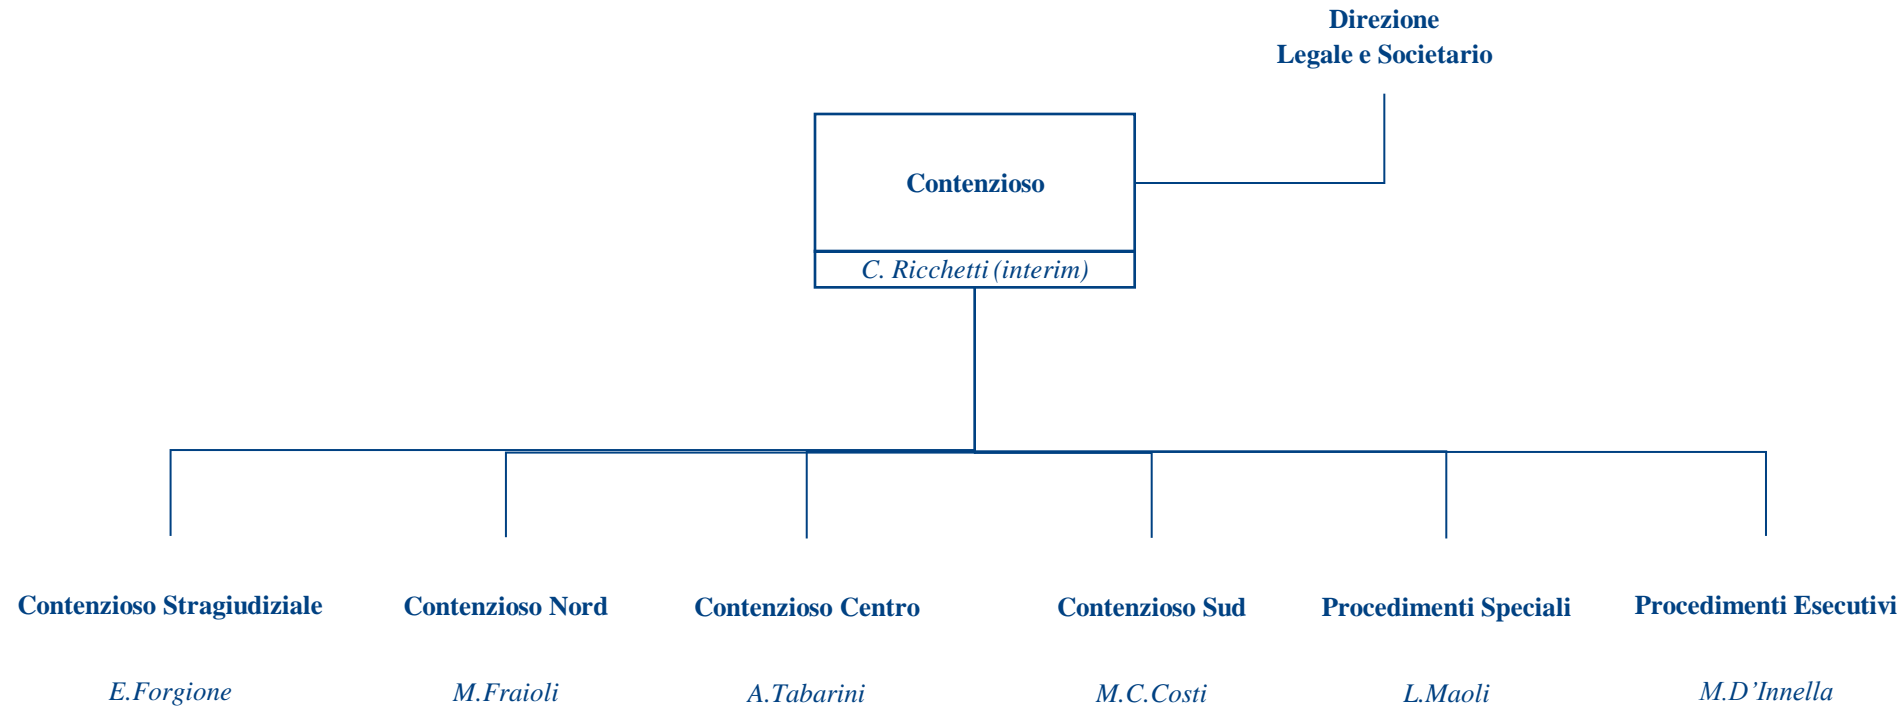 Direzione
Legale e Societario
Contenzioso
C. Ricchetti (interim)
Contenzioso Stragiudiziale
Contenzioso Nord
Contenzioso Centro
Contenzioso Sud
Procedimenti Speciali
Procedimenti Esecutivi
E.Forgione
M.Fraioli
A.Tabarini
M.C.Costi
L.Maoli
M.D’Innella